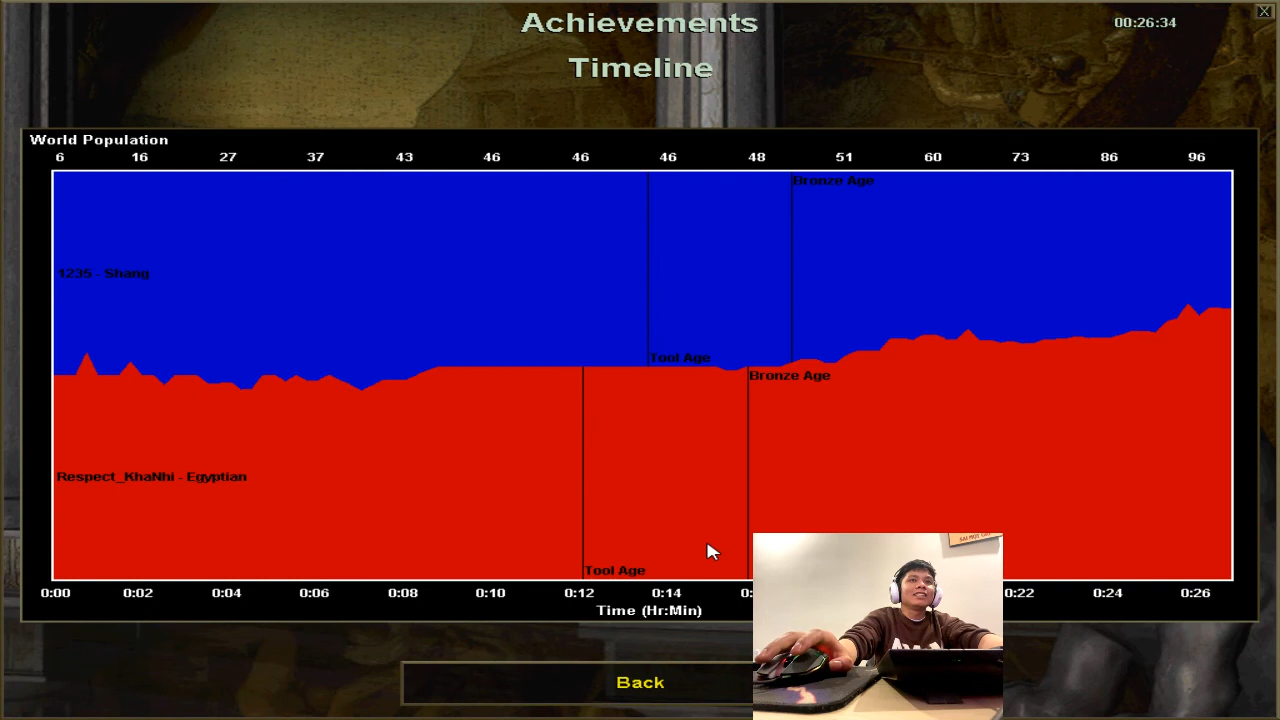 Achievements
00:26:34
Timeline
World Population
6 16 27 37 43 46 46 46 48 51 60 73 86 96
Bronze Age
1235 - Shang
Tool Age
Bronze Age
Respect_KhaNhi - Egyptian
Tool Age
0:00 0:02 0:04 0:06 0:08 0:10 0:12 0:14 0:22 0:24 0:26
Time (Hr:Min)
Back